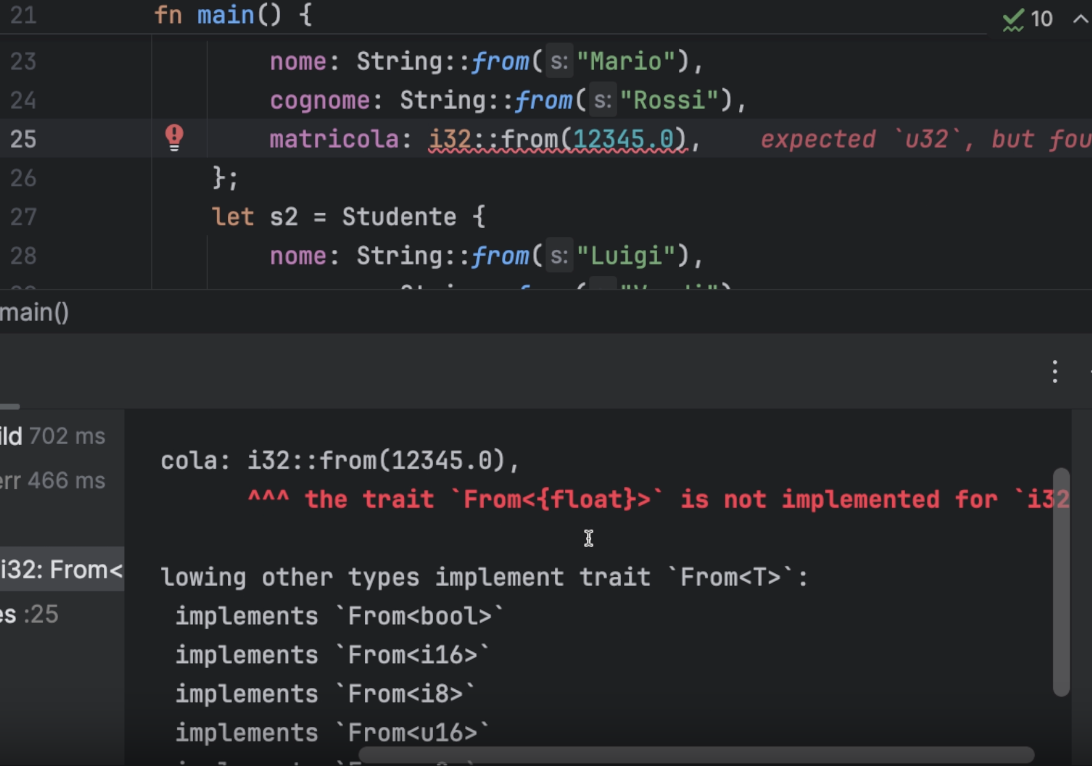 21 fn main() {
10
23 nome: String::from( s: "Mario"),
24 cognome: String::from( s: "Rossi"),
25 matricola: i32::from(12345.0), expected `u32`, but fou
26 };
27 let s2 = Studente {
28 nome: String::from( s: "Luigi"),
main()
ild 702 ms
err 466 ms
i32: From<
es :25
cola: i32::from(12345.0),
^^^ the trait `From<{float}>` is not implemented for `i32
lowing other types implement trait `From<T>`:
implements `From<bool>`
implements `From<i16>`
implements `From<i8>`
implements `From<u16>`